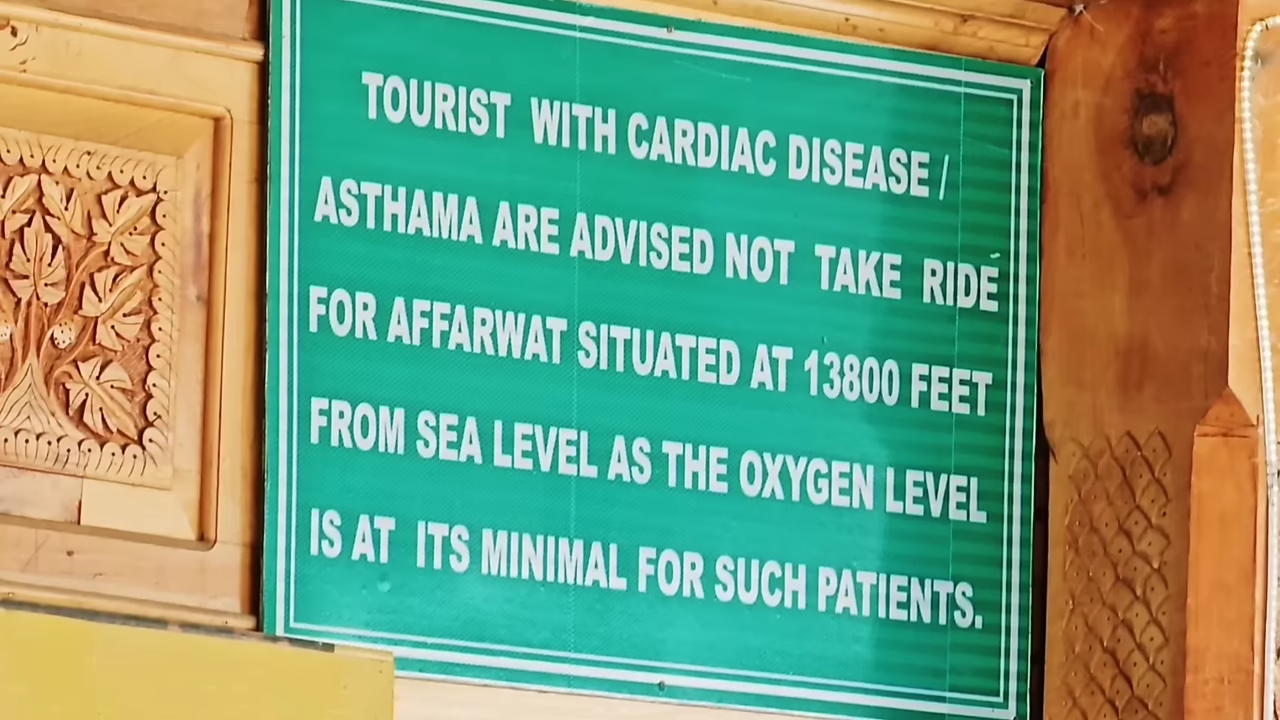 TOURIST WITH CARDIAC DISEASE /
ASTHAMA ARE ADVISED NOT TAKE RIDE
FOR AFFARWAT SITUATED AT 13800 FEET
FROM SEA LEVEL AS THE OXYGEN LEVEL
IS AT ITS MINIMAL FOR SUCH PATIENTS.